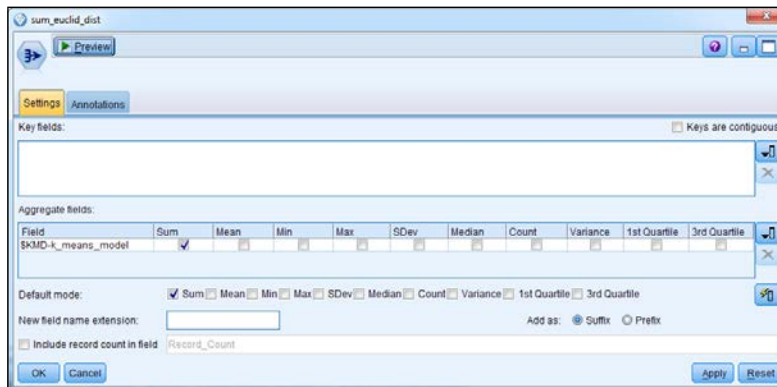 sum_euclid_dist
Preview
Settings Annotations
Key fields: Keys are contiguous
Aggregate fields:
Field Sum Mean Min Max SDev Median Count Variance 1st Quartile 3rd Quartile
$KMD-k_means_model
Default mode: Sum Mean Min Max SDev Median Count Variance 1st Quartile 3rd Quartile
New field name extension: Add as: Suffix Prefix
Include record count in field Record_Count
OK Cancel Apply Reset